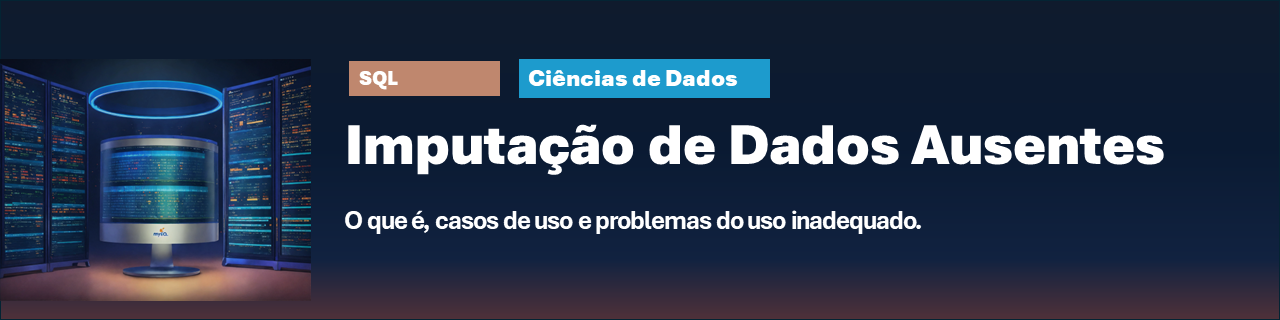 SQL
Ciências de Dados
Imputação de Dados Ausentes
O que é, casos de uso e problemas do uso inadequado.